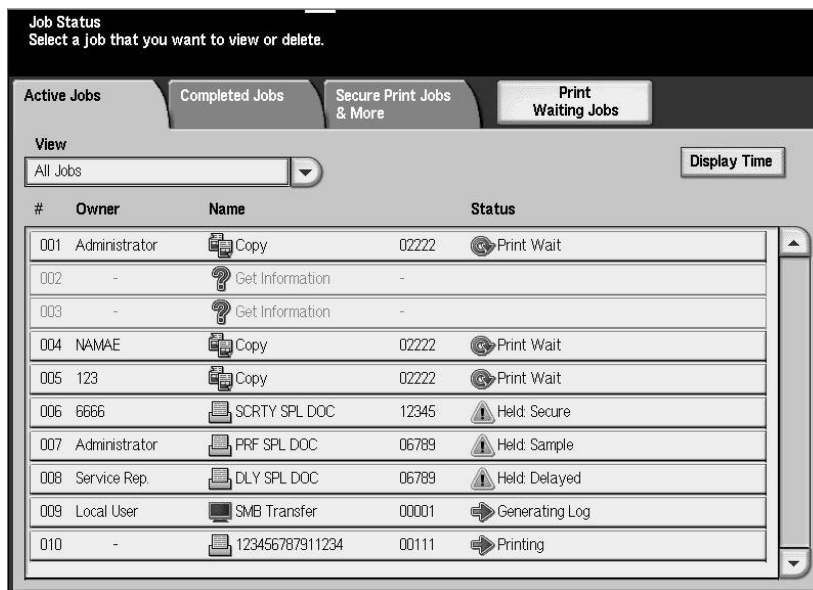 Job Status
Select a job that you want to view or delete.
Active Jobs
Completed Jobs
Secure Print Jobs
& More
Print
Waiting Jobs
View
All Jobs
Display Time
# Owner Name Status
001 Administrator Copy 02222 Print Wait
002 - Get Information -
003 - Get Information -
004 NAMAE Copy 02222 Print Wait
005 123 Copy 02222 Print Wait
006 6666 SCRTY SPL DOC 12345 Held: Secure
007 Administrator PRF SPL DOC 06789 Held: Sample
008 Service Rep. DLY SPL DOC 06789 Held: Delayed
009 Local User SMB Transfer 00001 Generating Log
010 - 123456787911234 00111 Printing